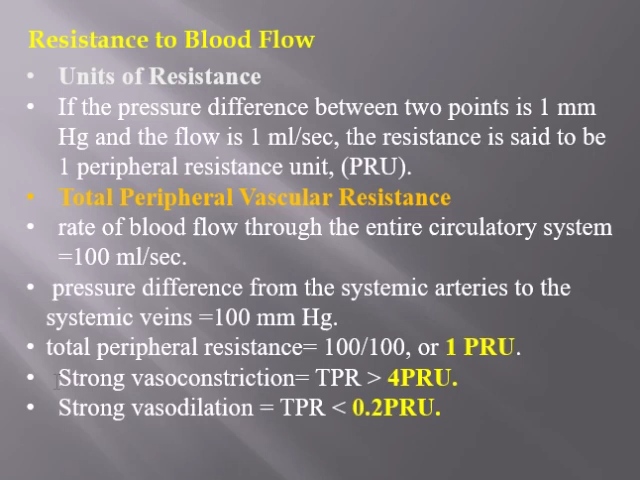 Resistance to Blood Flow
• Units of Resistance
• If the pressure difference between two points is 1 mm
Hg and the flow is 1 ml/sec, the resistance is said to be
1 peripheral resistance unit, (PRU).
• Total Peripheral Vascular Resistance
• rate of blood flow through the entire circulatory system
=100 ml/sec.
• pressure difference from the systemic arteries to the
systemic veins =100 mm Hg.
• total peripheral resistance= 100/100, or 1 PRU.
• Strong vasoconstriction= TPR > 4PRU.
• Strong vasodilation = TPR < 0.2PRU.